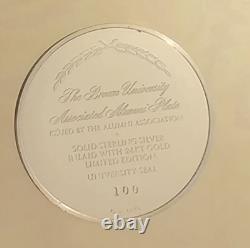 The Brown University
Associated Alumni Plate
ISSUED BY THE ALUMNI ASSOCIATION
SOLID STERLING SILVER
INLAID WITH 24KT GOLD
LIMITED EDITION
UNIVERSITY SEAL
100